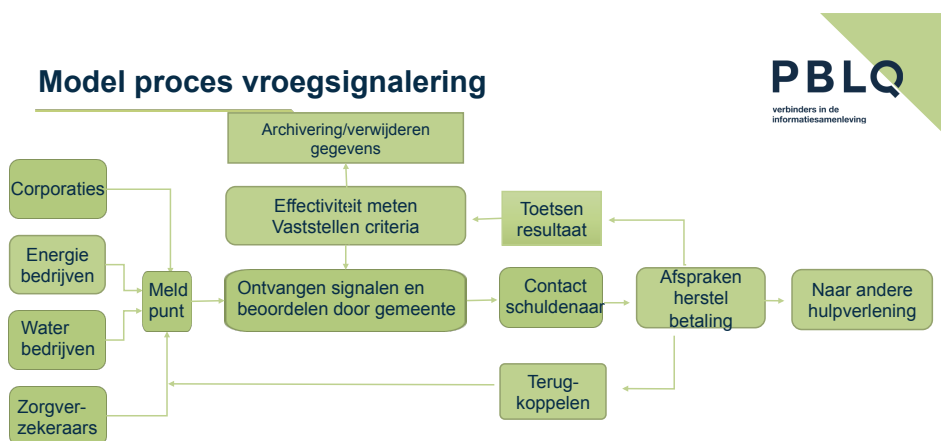 Model proces vroegsignalering
PBLQ
verbinders in de
informatiesamenleving
Archivering/verwijderen
gegevens
Corporaties
Effectiviteit meten
Vaststellen criteria
Toetsen
resultaat
Energie
bedrijven
Meld
punt
Ontvangen signalen en
beoordelen door gemeente
Contact
schuldenaar
Afspraken
herstel
betaling
Naar andere
hulpverlening
Water
bedrijven
Terug-
koppelen
Zorgver-
zekeraars